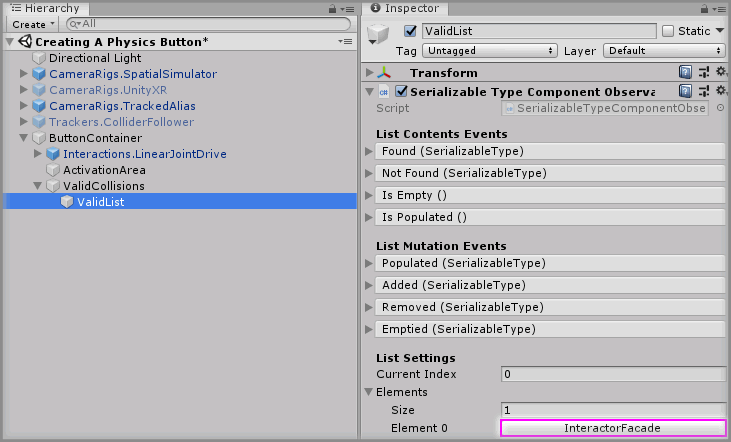 Hierarchy
Create
All
Creating A Physics Button*
Directional Light
CameraRigs.SpatialSimulator
CameraRigs.UnityXR
CameraRigs.TrackedAlias
Trackers.ColliderFollower
ButtonContainer
Interactions.LinearJointDrive
ActivationArea
ValidCollisions
ValidList
Inspector
ValidList Static
Tag Untagged Layer Default
Transform
Serializable Type Component Observa
Script SerializableTypeComponentObse
List Contents Events
Found (SerializableType)
Not Found (SerializableType)
Is Empty ()
Is Populated ()
List Mutation Events
Populated (SerializableType)
Added (SerializableType)
Removed (SerializableType)
Emptied (SerializableType)
List Settings
Current Index 0
Elements
Size 1
Element 0 InteractorFacade